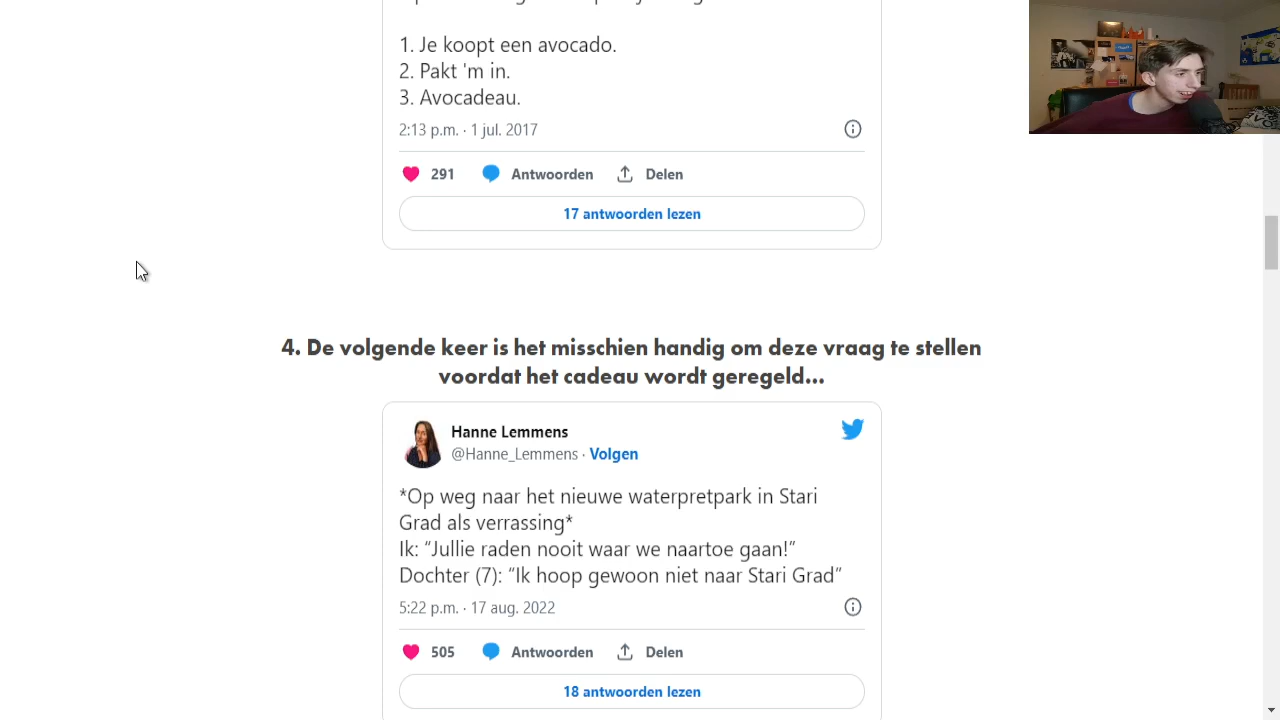 1. Je koopt een avocado.
2. Pakt 'm in.
3. Avocadeau.
2:13 p.m. · 1 jul. 2017
291 Antwoorden Delen
17 antwoorden lezen
4. De volgende keer is het misschien handig om deze vraag te stellen
voordat het cadeau wordt geregeld...
Hanne Lemmens
@Hanne_Lemmens · Volgen
*Op weg naar het nieuwe waterpretpark in Stari
Grad als verrassing*
Ik: “Jullie raden nooit waar we naartoe gaan!”
Dochter (7): “Ik hoop gewoon niet naar Stari Grad”
5:22 p.m. · 17 aug. 2022
505 Antwoorden Delen
18 antwoorden lezen